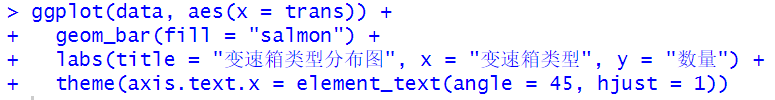 > ggplot(data, aes(x = trans)) +
+   geom_bar(fill = "salmon") +
+   labs(title = "变速箱类型分布图", x = "变速箱类型", y = "数量") +
+   theme(axis.text.x = element_text(angle = 45, hjust = 1))